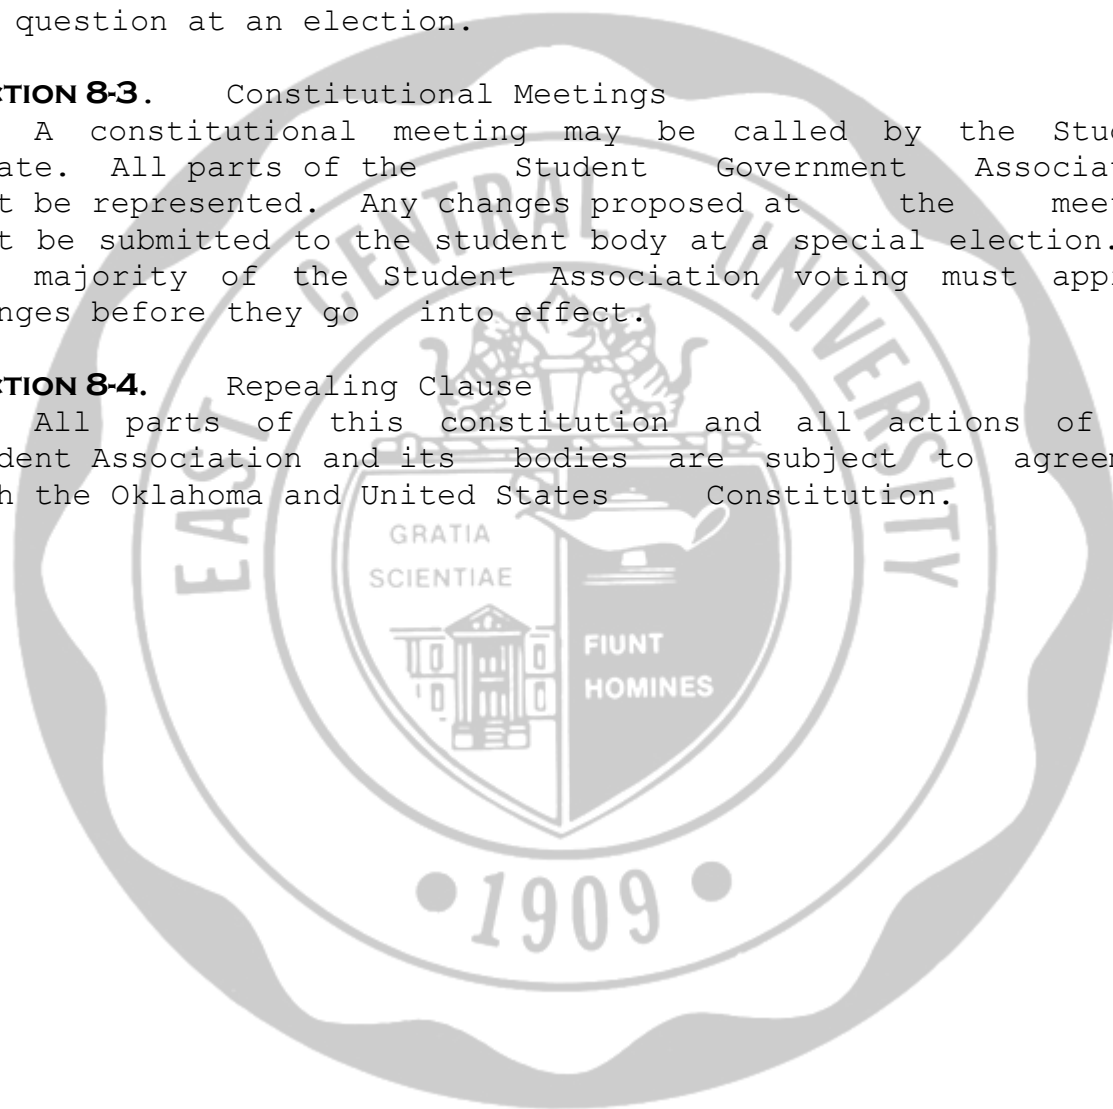 question at an election.
CTION 8-3. Constitutional Meetings
A constitutional meeting may be called by the Stu
ate. All parts of the Student Government Associa
t be represented. Any changes proposed at the meet
t be submitted to the student body at a special election.
majority of the Student Association voting must app
nges before they go into effect.
CTION 8-4. Repealing Clause
All parts of this constitution and all actions of
dent Association and its bodies are subject to agreem
h the Oklahoma and United States Constitution.
EAST CENTRAL UNIVERSITY
GRATIA
SCIENTIAE
FIUNT
HOMINES
1909